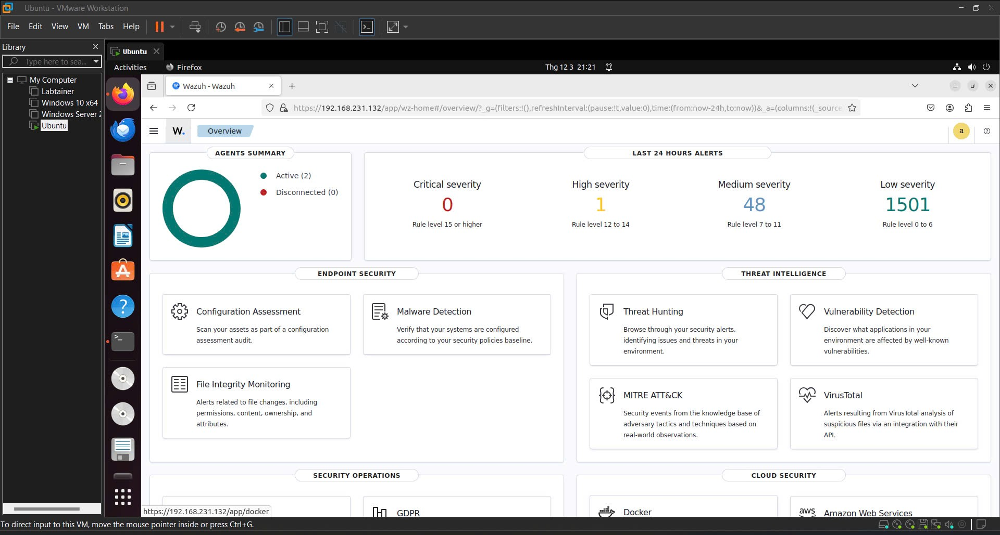 Ubuntu - VMware Workstation
File Edit View VM Tabs Help
Library
Type here to sea...
My Computer
Labtainer
Windows 10 x64
Windows Server 2
Ubuntu
Ubuntu
Activities Firefox Thg 12 3 21:21
Wazuh - Wazuh
https://192.168.231.132/app/wz-home#/overview/?_g=(filters:!(),refreshInterval:(pause:!t,value:0),time:(from:now-24h,to:now))&_a=(columns:!(_source
W. Overview a
AGENTS SUMMARY
Active (2)
Disconnected (0)
LAST 24 HOURS ALERTS
Critical severity
0
Rule level 15 or higher
High severity
1
Rule level 12 to 14
Medium severity
48
Rule level 7 to 11
Low severity
1501
Rule level 0 to 6
ENDPOINT SECURITY
Configuration Assessment
Scan your assets as part of a configuration
assessment audit.
Malware Detection
Verify that your systems are configured
according to your security policies baseline.
File Integrity Monitoring
Alerts related to file changes, including
permissions, content, ownership, and
attributes.
THREAT INTELLIGENCE
Threat Hunting
Browse through your security alerts,
identifying issues and threats in your
environment.
Vulnerability Detection
Discover what applications in your
environment are affected by well-known
vulnerabilities.
MITRE ATT&CK
Security events from the knowledge base of
adversary tactics and techniques based on
real-world observations.
VirusTotal
Alerts resulting from VirusTotal analysis of
suspicious files via an integration with their
API.
SECURITY OPERATIONS
GDPR
CLOUD SECURITY
Docker
aws Amazon Web Services
https://192.168.231.132/app/docker
To direct input to this VM, move the mouse pointer inside or press Ctrl+G.